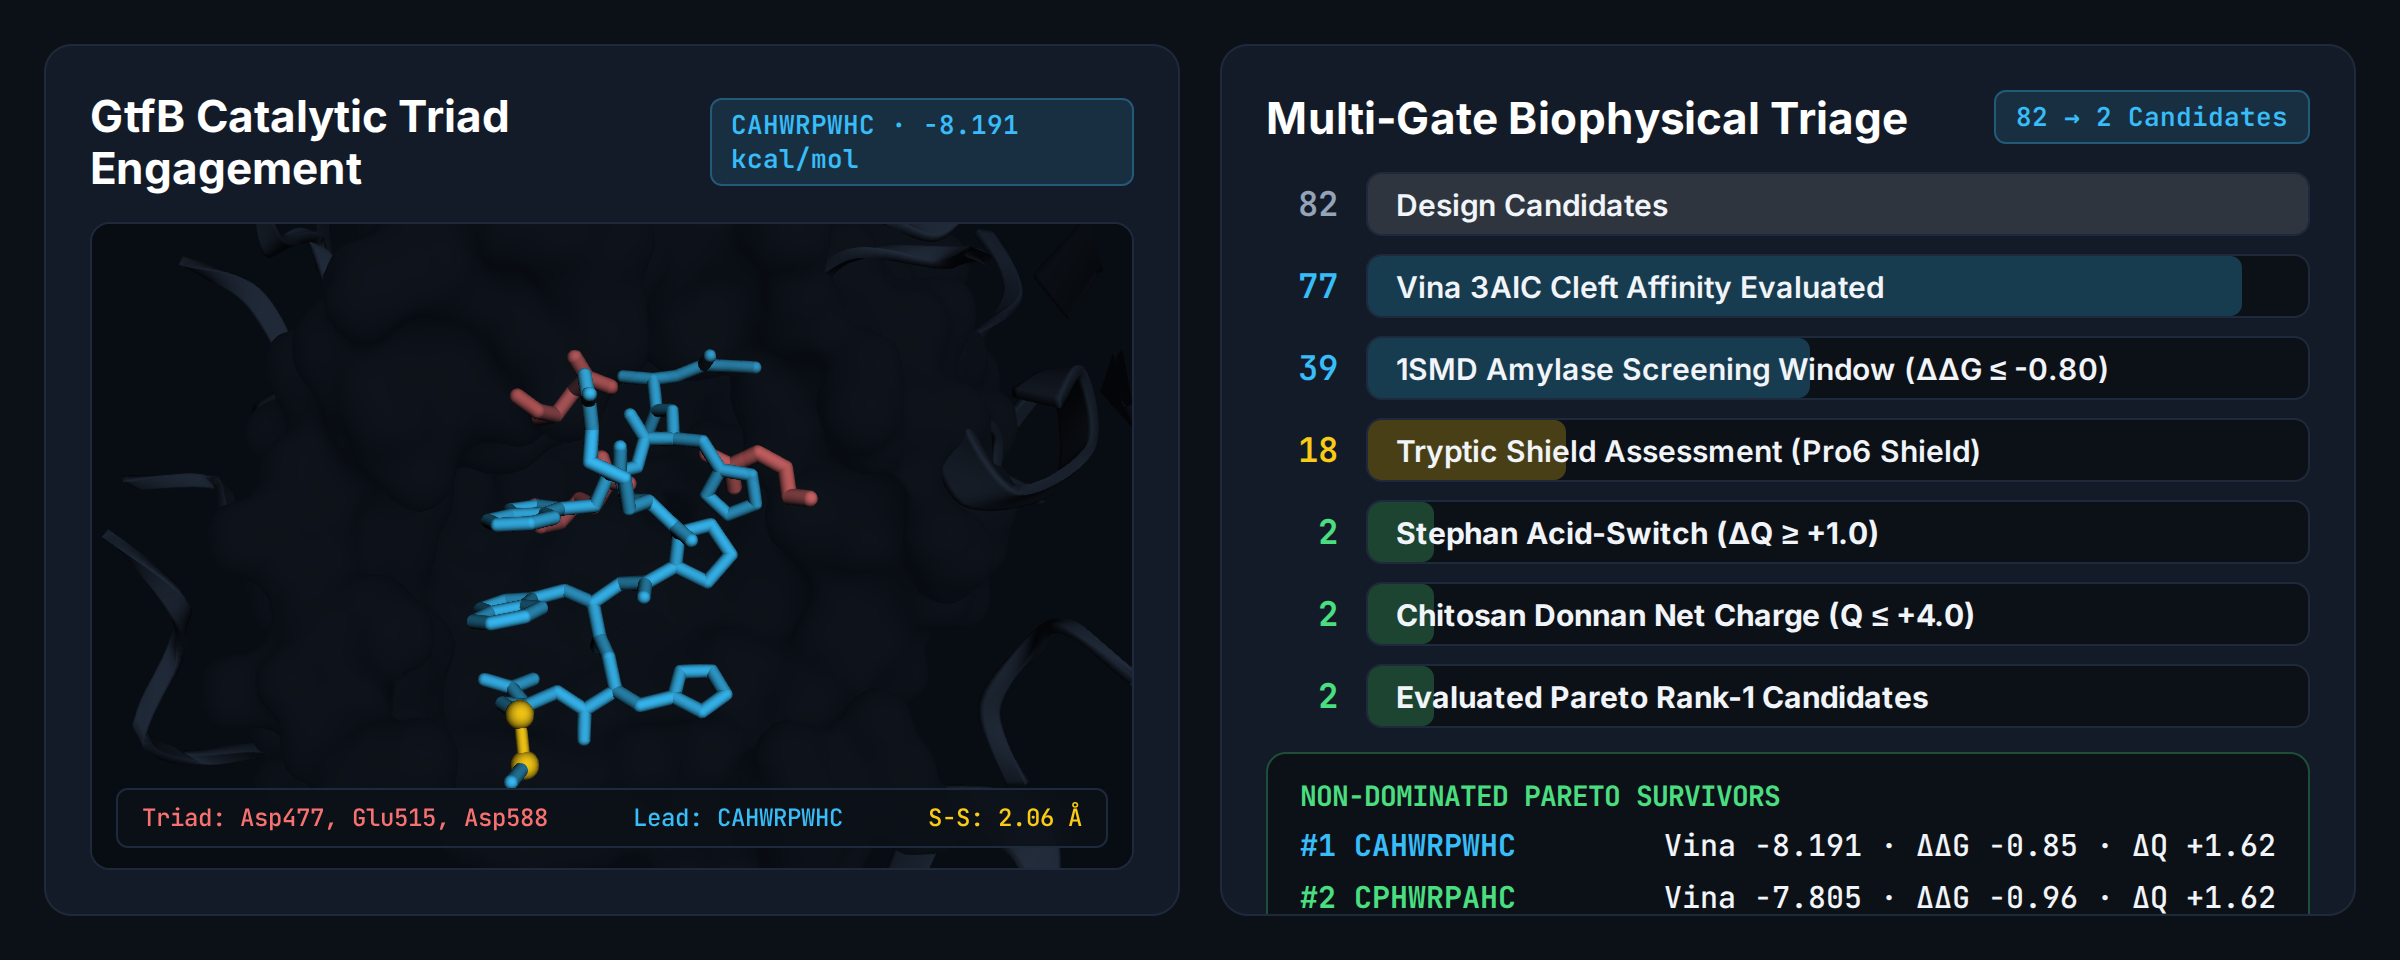 GtfB Catalytic Triad
Engagement
CAHWRPWHC · -8.191
kcal/mol
Triad: Asp477, Glu515, Asp588
Lead: CAHWRPWHC
S-S: 2.06 Å
Multi-Gate Biophysical Triage
82 → 2 Candidates
82 Design Candidates
77 Vina 3AIC Cleft Affinity Evaluated
39 1SMD Amylase Screening Window (ΔΔG ≤ -0.80)
18 Tryptic Shield Assessment (Pro6 Shield)
2 Stephan Acid-Switch (ΔQ ≥ +1.0)
2 Chitosan Donnan Net Charge (Q ≤ +4.0)
2 Evaluated Pareto Rank-1 Candidates
NON-DOMINATED PARETO SURVIVORS
#1 CAHWRPWHC Vina -8.191 · ΔΔG -0.85 · ΔQ +1.62
#2 CPHWRPAHC Vina -7.805 · ΔΔG -0.96 · ΔQ +1.62